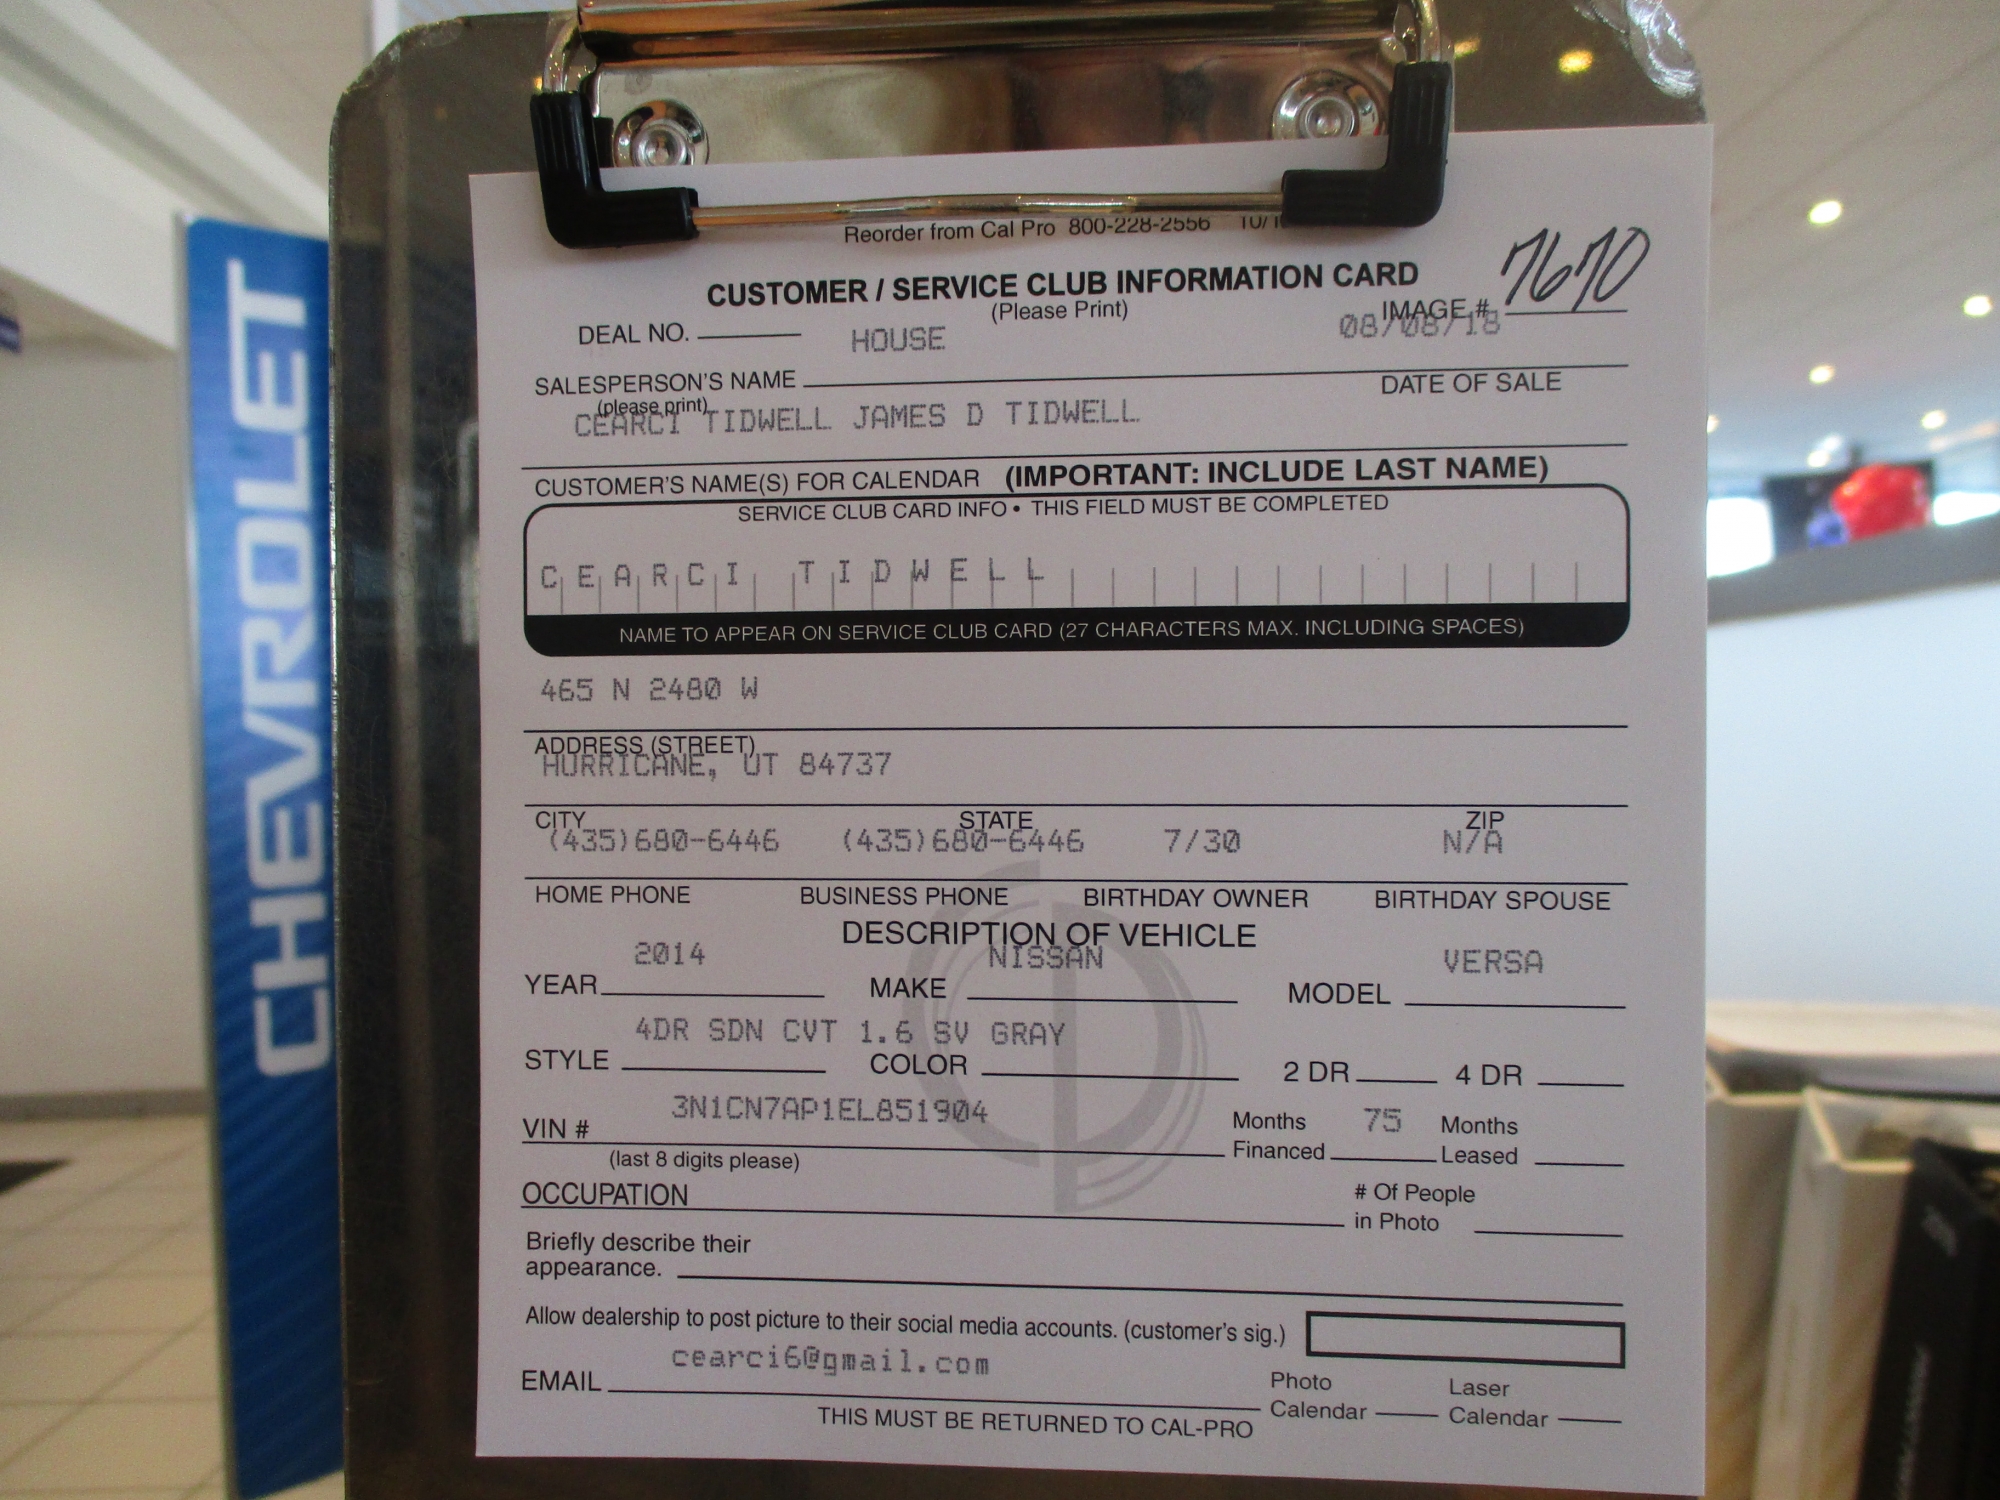 CHEVROLET
Reorder from Cal Pro 800-228-2556
CUSTOMER / SERVICE CLUB INFORMATION CARD
(Please Print)
IMAGE # 7670
DEAL NO.
HOUSE
08/08/18
SALESPERSON'S NAME
(please print)
DATE OF SALE
CEARCI TIDWELL JAMES D TIDWELL
CUSTOMER'S NAME(S) FOR CALENDAR (IMPORTANT: INCLUDE LAST NAME)
SERVICE CLUB CARD INFO • THIS FIELD MUST BE COMPLETED
CEARCI TIDWELL
NAME TO APPEAR ON SERVICE CLUB CARD (27 CHARACTERS MAX. INCLUDING SPACES)
465 N 2480 W
ADDRESS (STREET)
HURRICANE, UT 84737
CITY STATE ZIP
(435)680-6446 (435)680-6446 7/30 N/A
HOME PHONE BUSINESS PHONE BIRTHDAY OWNER BIRTHDAY SPOUSE
DESCRIPTION OF VEHICLE
2014 NISSAN VERSA
YEAR MAKE MODEL
4DR SDN CVT 1.6 SV GRAY
STYLE COLOR 2 DR 4 DR
3N1CN7AP1EL851904
VIN #
(last 8 digits please)
Months Financed 75 Months Leased
OCCUPATION
# Of People in Photo
Briefly describe their
appearance.
Allow dealership to post picture to their social media accounts. (customer's sig.)
cearci6@gmail.com
EMAIL
Photo Calendar Laser Calendar
THIS MUST BE RETURNED TO CAL-PRO